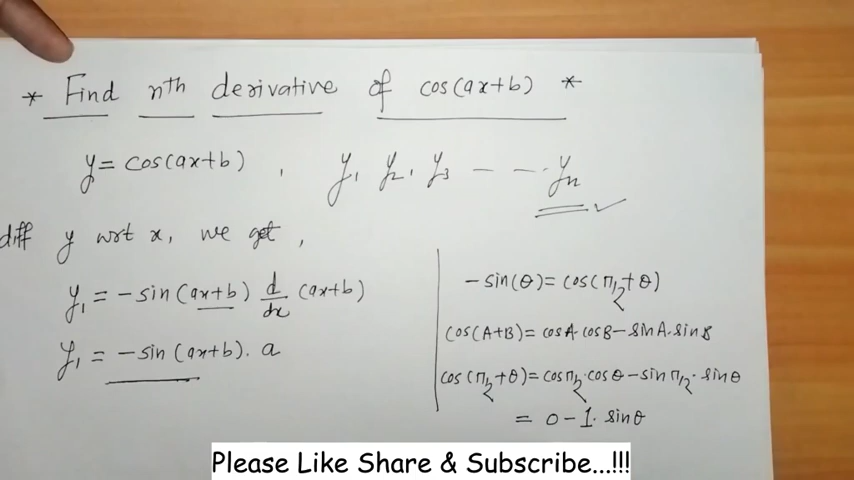 * Find nth derivative of cos(ax+b) *
y = cos(ax+b) , y₁ y₂, y₃ — — - yₙ
diff y wrt x, we get,
y₁ = -sin(ax+b) d/dx (ax+b)
y₁ = -sin(ax+b). a
-sin(θ) = cos(π/2+θ)
cos(A+B) = cosA·cosB - sinA·sinB
cos(π/2+θ) = cosπ/2·cosθ - sinπ/2·sinθ
= 0-1·sinθ
Please Like Share & Subscribe...!!!